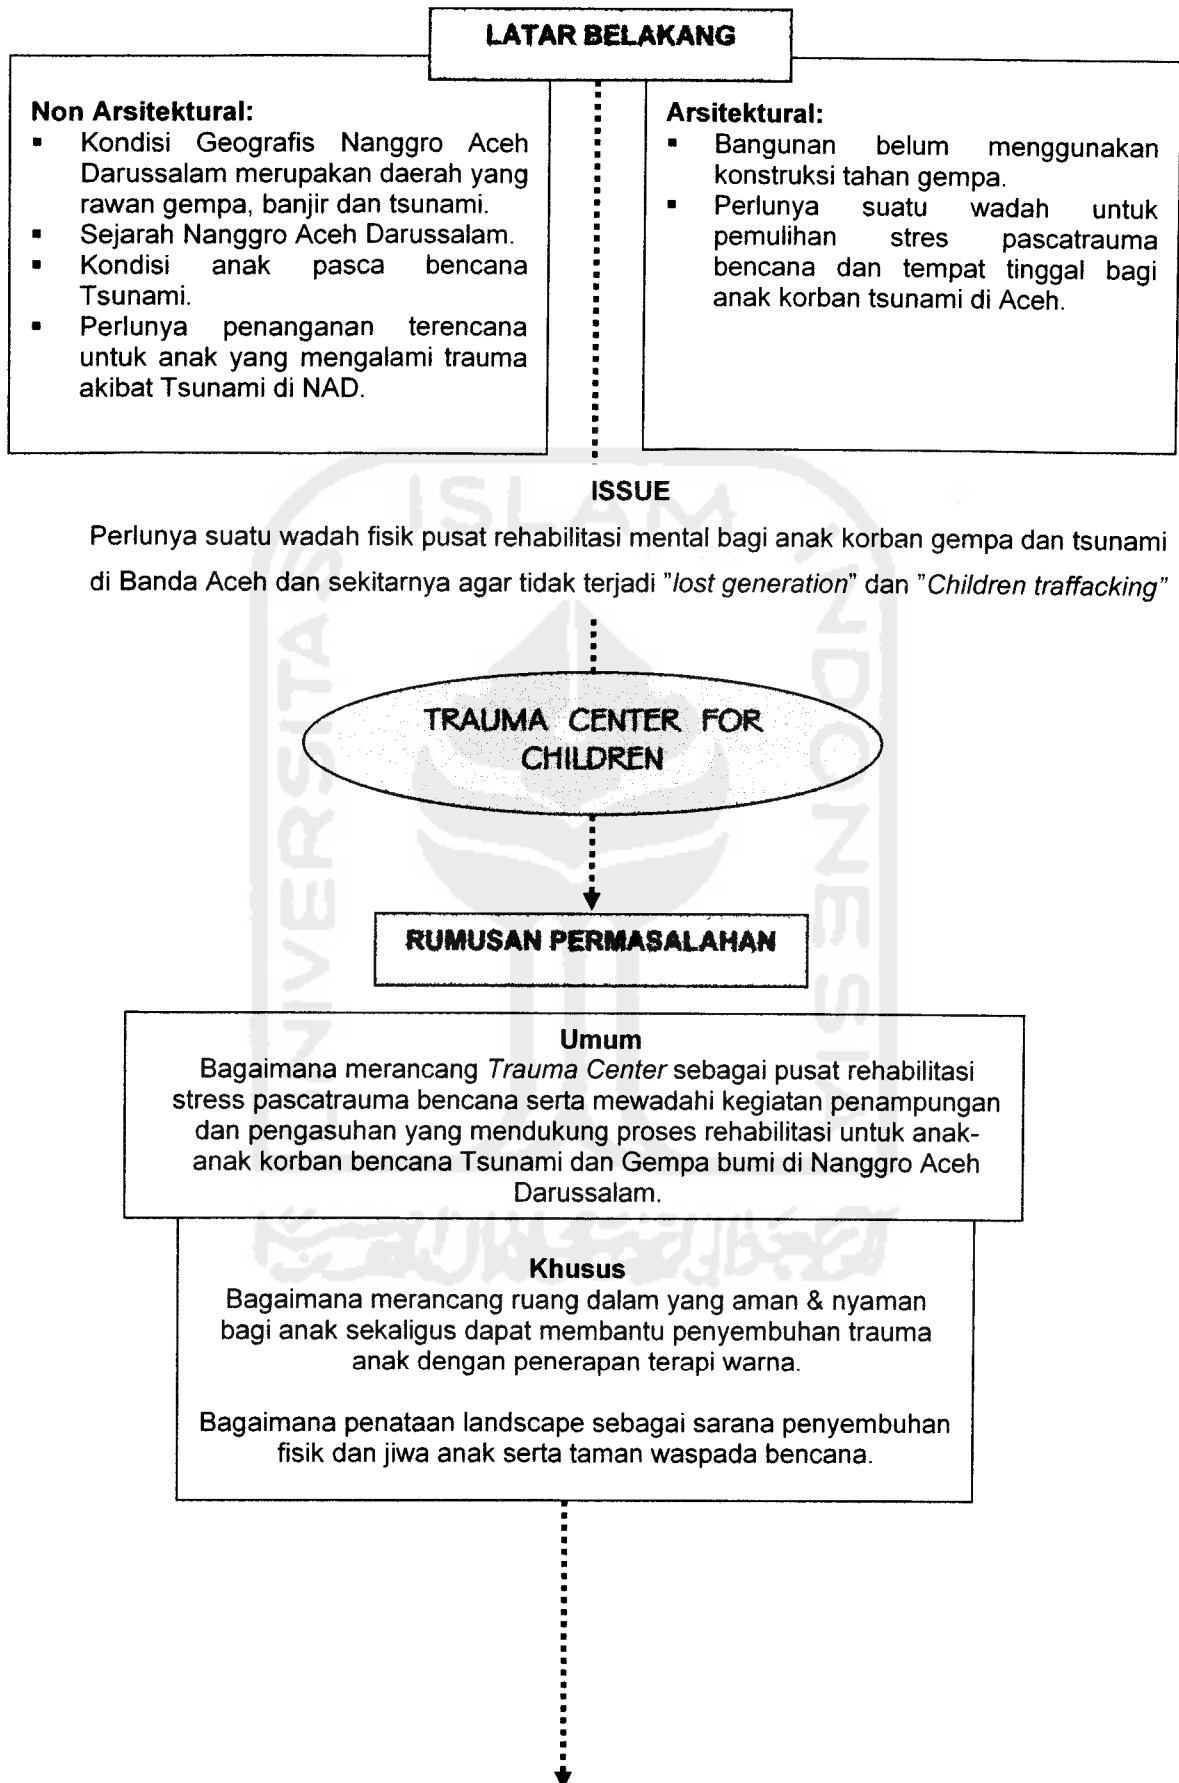 LATAR BELAKANG
Non Arsitektural:
▪ Kondisi Geografis Nanggro Aceh
Darussalam merupakan daerah yang
rawan gempa, banjir dan tsunami.
▪ Sejarah Nanggro Aceh Darussalam.
▪ Kondisi anak pasca bencana
Tsunami.
▪ Perlunya penanganan terencana
untuk anak yang mengalami trauma
akibat Tsunami di NAD.
Arsitektural:
▪ Bangunan belum menggunakan
konstruksi tahan gempa.
▪ Perlunya suatu wadah untuk
pemulihan stres pascatrauma
bencana dan tempat tinggal bagi
anak korban tsunami di Aceh.
ISSUE
Perlunya suatu wadah fisik pusat rehabilitasi mental bagi anak korban gempa dan tsunami
di Banda Aceh dan sekitarnya agar tidak terjadi "lost generation" dan "Children traffacking"
TRAUMA CENTER FOR
CHILDREN
RUMUSAN PERMASALAHAN
Umum
Bagaimana merancang Trauma Center sebagai pusat rehabilitasi
stress pascatrauma bencana serta mewadahi kegiatan penampungan
dan pengasuhan yang mendukung proses rehabilitasi untuk anak-
anak korban bencana Tsunami dan Gempa bumi di Nanggro Aceh
Darussalam.
Khusus
Bagaimana merancang ruang dalam yang aman & nyaman
bagi anak sekaligus dapat membantu penyembuhan trauma
anak dengan penerapan terapi warna.
Bagaimana penataan landscape sebagai sarana penyembuhan
fisik dan jiwa anak serta taman waspada bencana.
UNIVERSITAS
ISLAM
INDONESIA